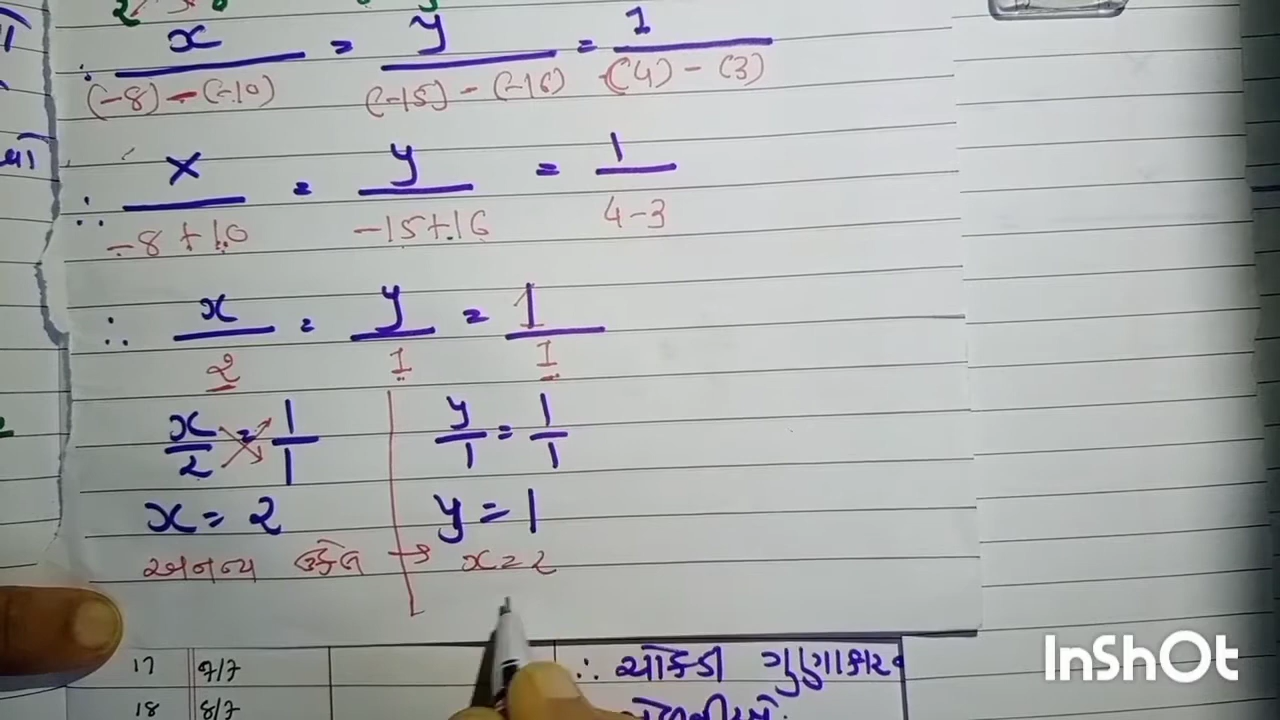 ∴ x = y = 1
(-8) - (-10) (-15) - (-16) (4) - (3)
∴ x = y = 1
-8 + 10 -15+16 4-3
∴ x = y = 1
2 1 1
x/2 = 1/1 y/1 = 1/1
x = 2 y = 1
અનન્ય ઉકેલ → x = 2
17 9/7 ∴ ચોકડી ગુણાકાર
18 8/7
InShOt